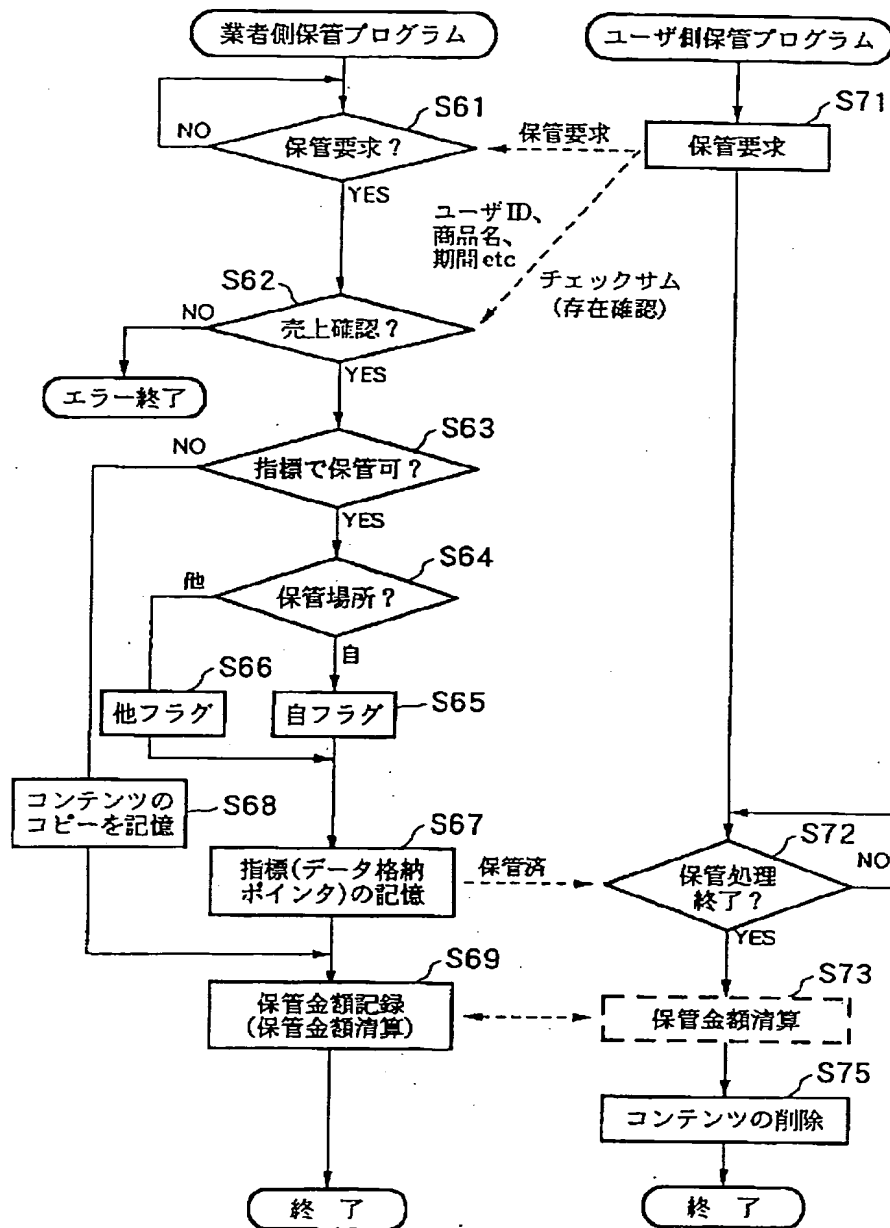 業者側保管プログラム
ユーザ側保管プログラム
S61
S71
NO
保管要求?
保管要求
保管要求
YES
ユーザID、
商品名、
期間etc
S62
チェックサム
(存在確認)
NO
売上確認?
エラー終了
YES
S63
NO
指標で保管可?
YES
S64
他
保管場所?
自
S66
他フラグ
自フラグ
S65
コンテンツの
コピーを記憶
S68
S67
指標(データ格納
ポインタ)の記憶
保管済
S72
保管処理
終了?
NO
YES
S69
保管金額記録
(保管金額清算)
S73
保管金額清算
S75
コンテンツの削除
終 了
終 了